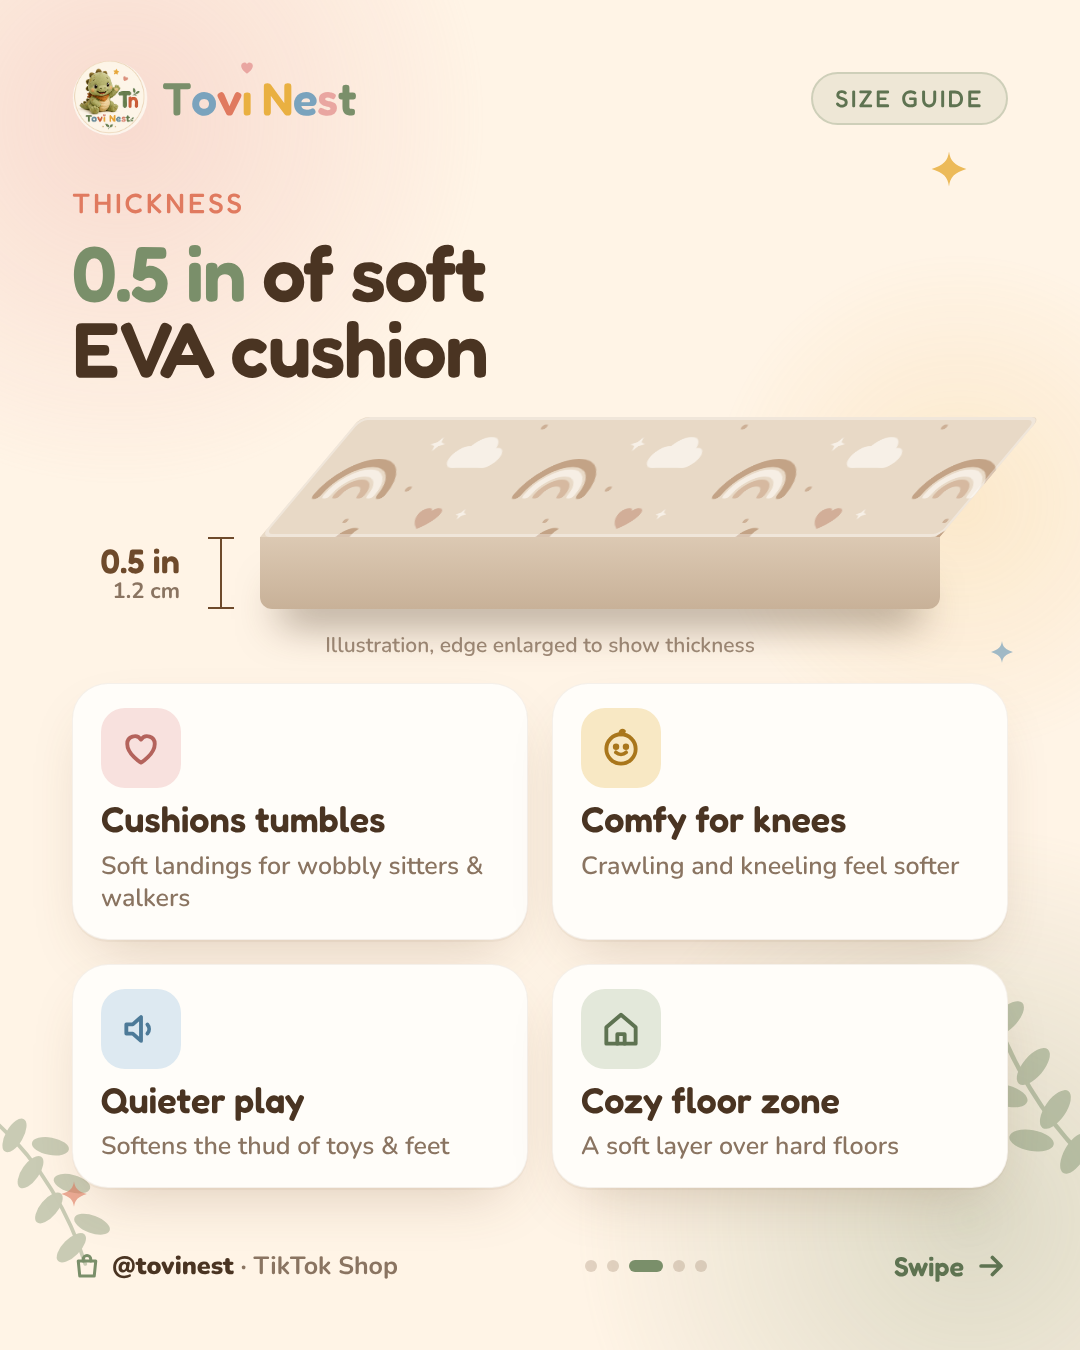 Tn
Tovi Nest
Tovi Nest
SIZE GUIDE
THICKNESS
0.5 in of soft
EVA cushion
0.5 in
1.2 cm
Illustration, edge enlarged to show thickness
Cushions tumbles
Soft landings for wobbly sitters &
walkers
Comfy for knees
Crawling and kneeling feel softer
Quieter play
Softens the thud of toys & feet
Cozy floor zone
A soft layer over hard floors
@tovinest · TikTok Shop
Swipe →